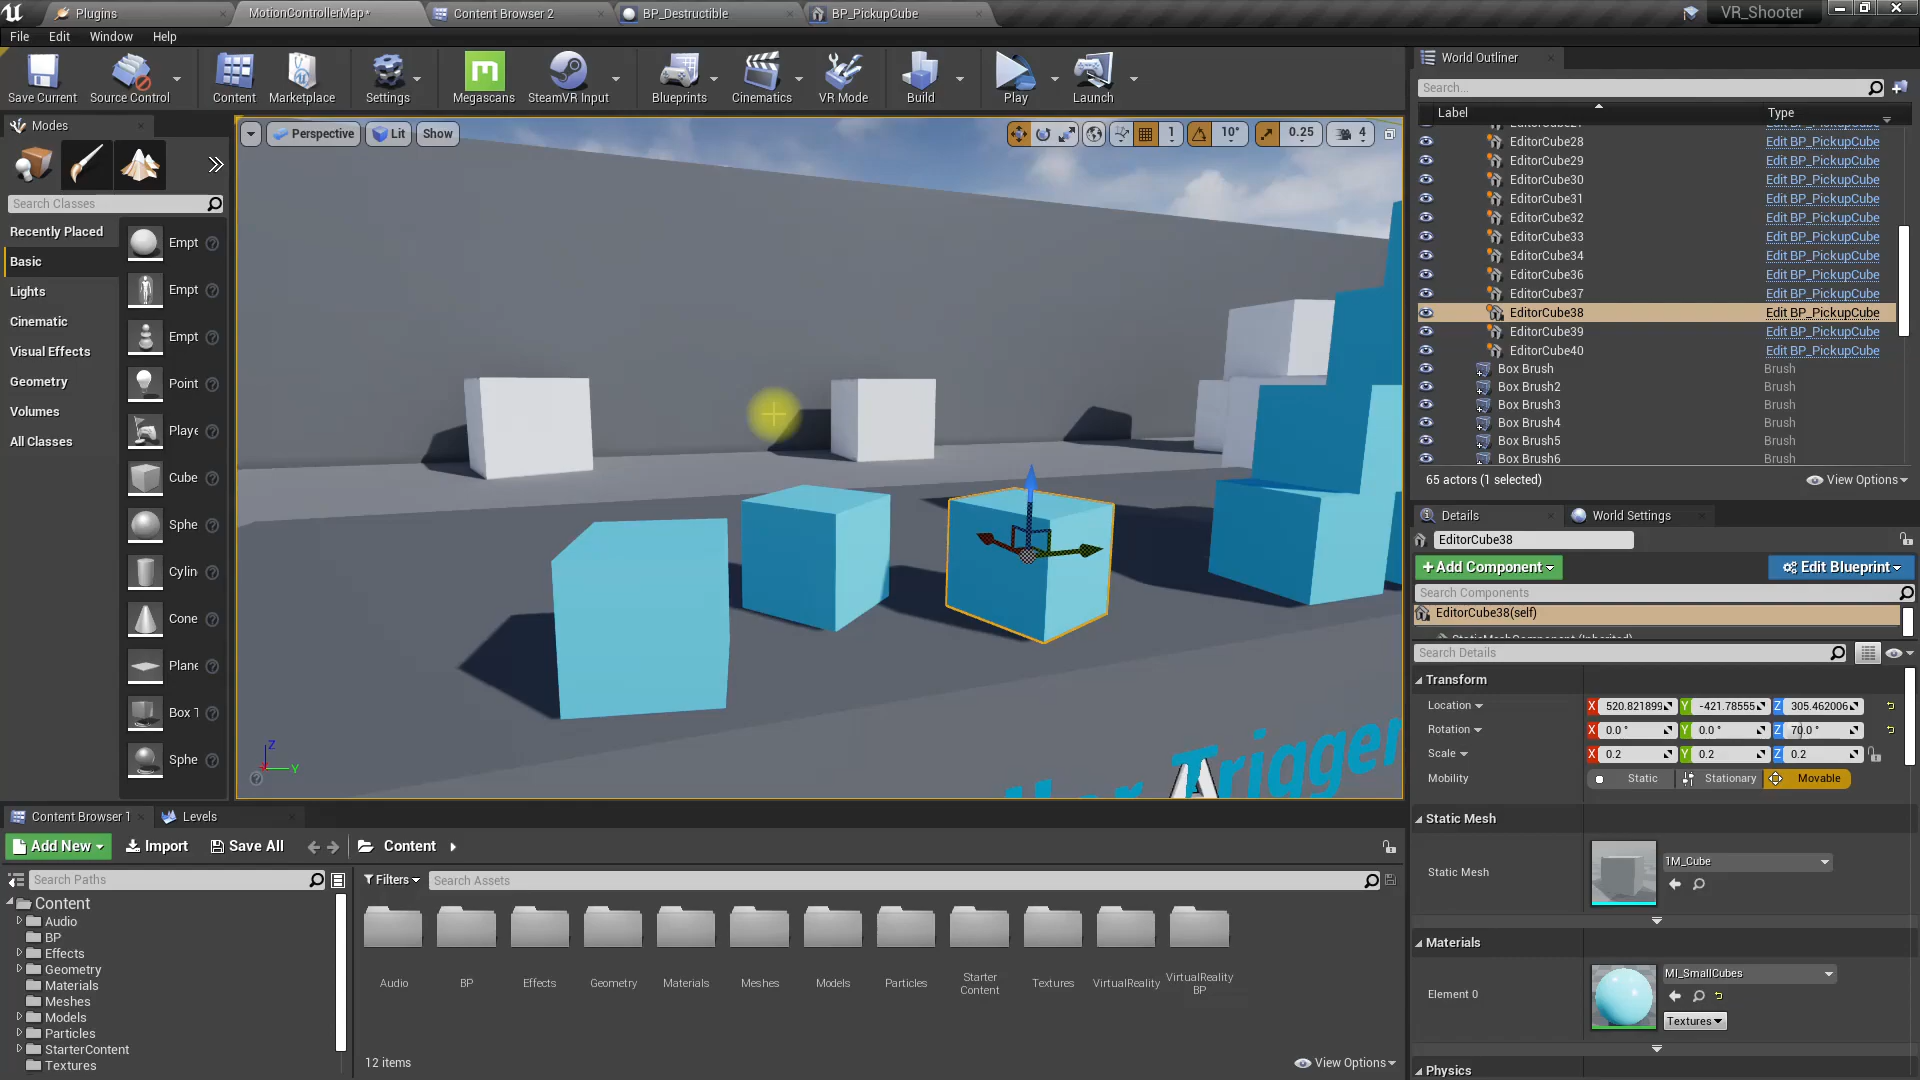 Plugins
MotionControllerMap*
Content Browser 2
BP_Destructible
BP_PickupCube
VR_Shooter
File Edit Window Help
Save Current
Source Control
Content
Marketplace
Settings
Megascans
SteamVR Input
Blueprints
Cinematics
VR Mode
Build
Play
Launch
Modes
Search Classes
Recently Placed
Basic
Lights
Cinematic
Visual Effects
Geometry
Volumes
All Classes
Empt
Empt
Empt
Point
Playe
Cube
Sphe
Cylin
Cone
Plane
Box T
Sphe
Perspective Lit Show
1 10° 0.25 4
Trigger
Z
Y
World Outliner
Search...
Label Type
EditorCube28 Edit BP_PickupCube
EditorCube29 Edit BP_PickupCube
EditorCube30 Edit BP_PickupCube
EditorCube31 Edit BP_PickupCube
EditorCube32 Edit BP_PickupCube
EditorCube33 Edit BP_PickupCube
EditorCube34 Edit BP_PickupCube
EditorCube36 Edit BP_PickupCube
EditorCube37 Edit BP_PickupCube
EditorCube38 Edit BP_PickupCube
EditorCube39 Edit BP_PickupCube
EditorCube40 Edit BP_PickupCube
Box Brush Brush
Box Brush2 Brush
Box Brush3 Brush
Box Brush4 Brush
Box Brush5 Brush
Box Brush6 Brush
65 actors (1 selected)
View Options
Details
World Settings
EditorCube38
+Add Component
Edit Blueprint
Search Components
EditorCube38(self)
StaticMeshComponent (Inherited)
Search Details
Transform
Location X 520.821899 Y -421.78555 Z 305.462006
Rotation X 0.0 ° Y 0.0 ° Z 70.0 °
Scale X 0.2 Y 0.2 Z 0.2
Mobility Static Stationary Movable
Static Mesh
Static Mesh
1M_Cube
Materials
Element 0
MI_SmallCubes
Textures
Physics
Content Browser 1
Levels
Add New
Import
Save All
Content
Search Paths
Filters
Search Assets
Content
Audio
BP
Effects
Geometry
Materials
Meshes
Models
Particles
StarterContent
Textures
Audio
BP
Effects
Geometry
Materials
Meshes
Models
Particles
Starter
Content
Textures
VirtualReality
VirtualReality
BP
12 items
View Options